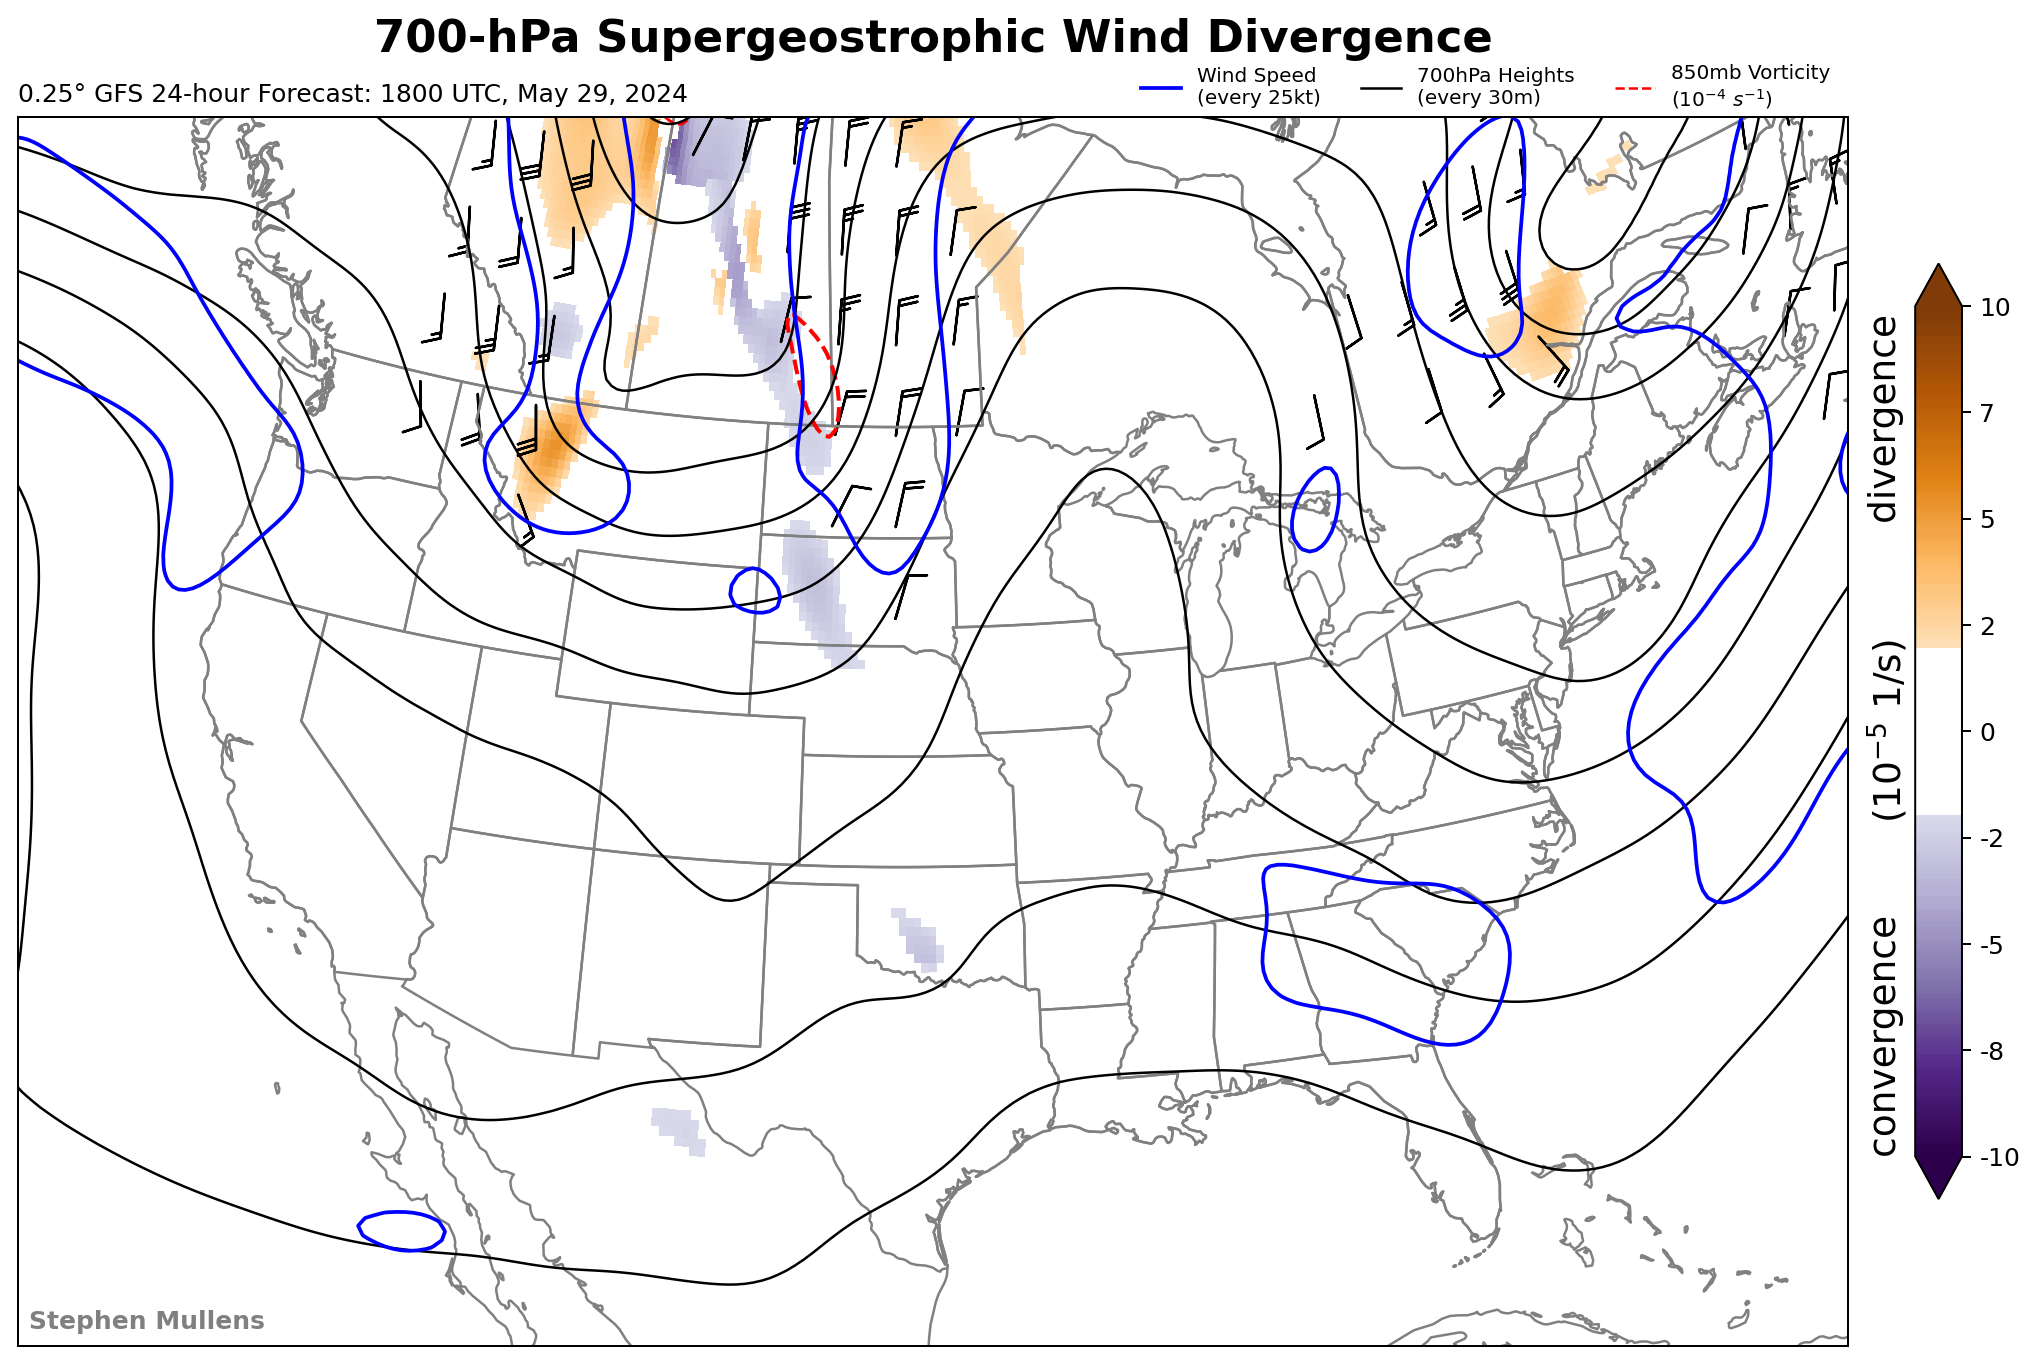 700-hPa Supergeostrophic Wind Divergence
0.25° GFS 24-hour Forecast: 1800 UTC, May 29, 2024
Wind Speed
(every 25kt)
700hPa Heights
(every 30m)
850mb Vorticity
(10⁻⁴ s⁻¹)
10
7
5
2
0
-2
-5
-8
-10
convergence (10⁻⁵ 1/s) divergence
Stephen Mullens